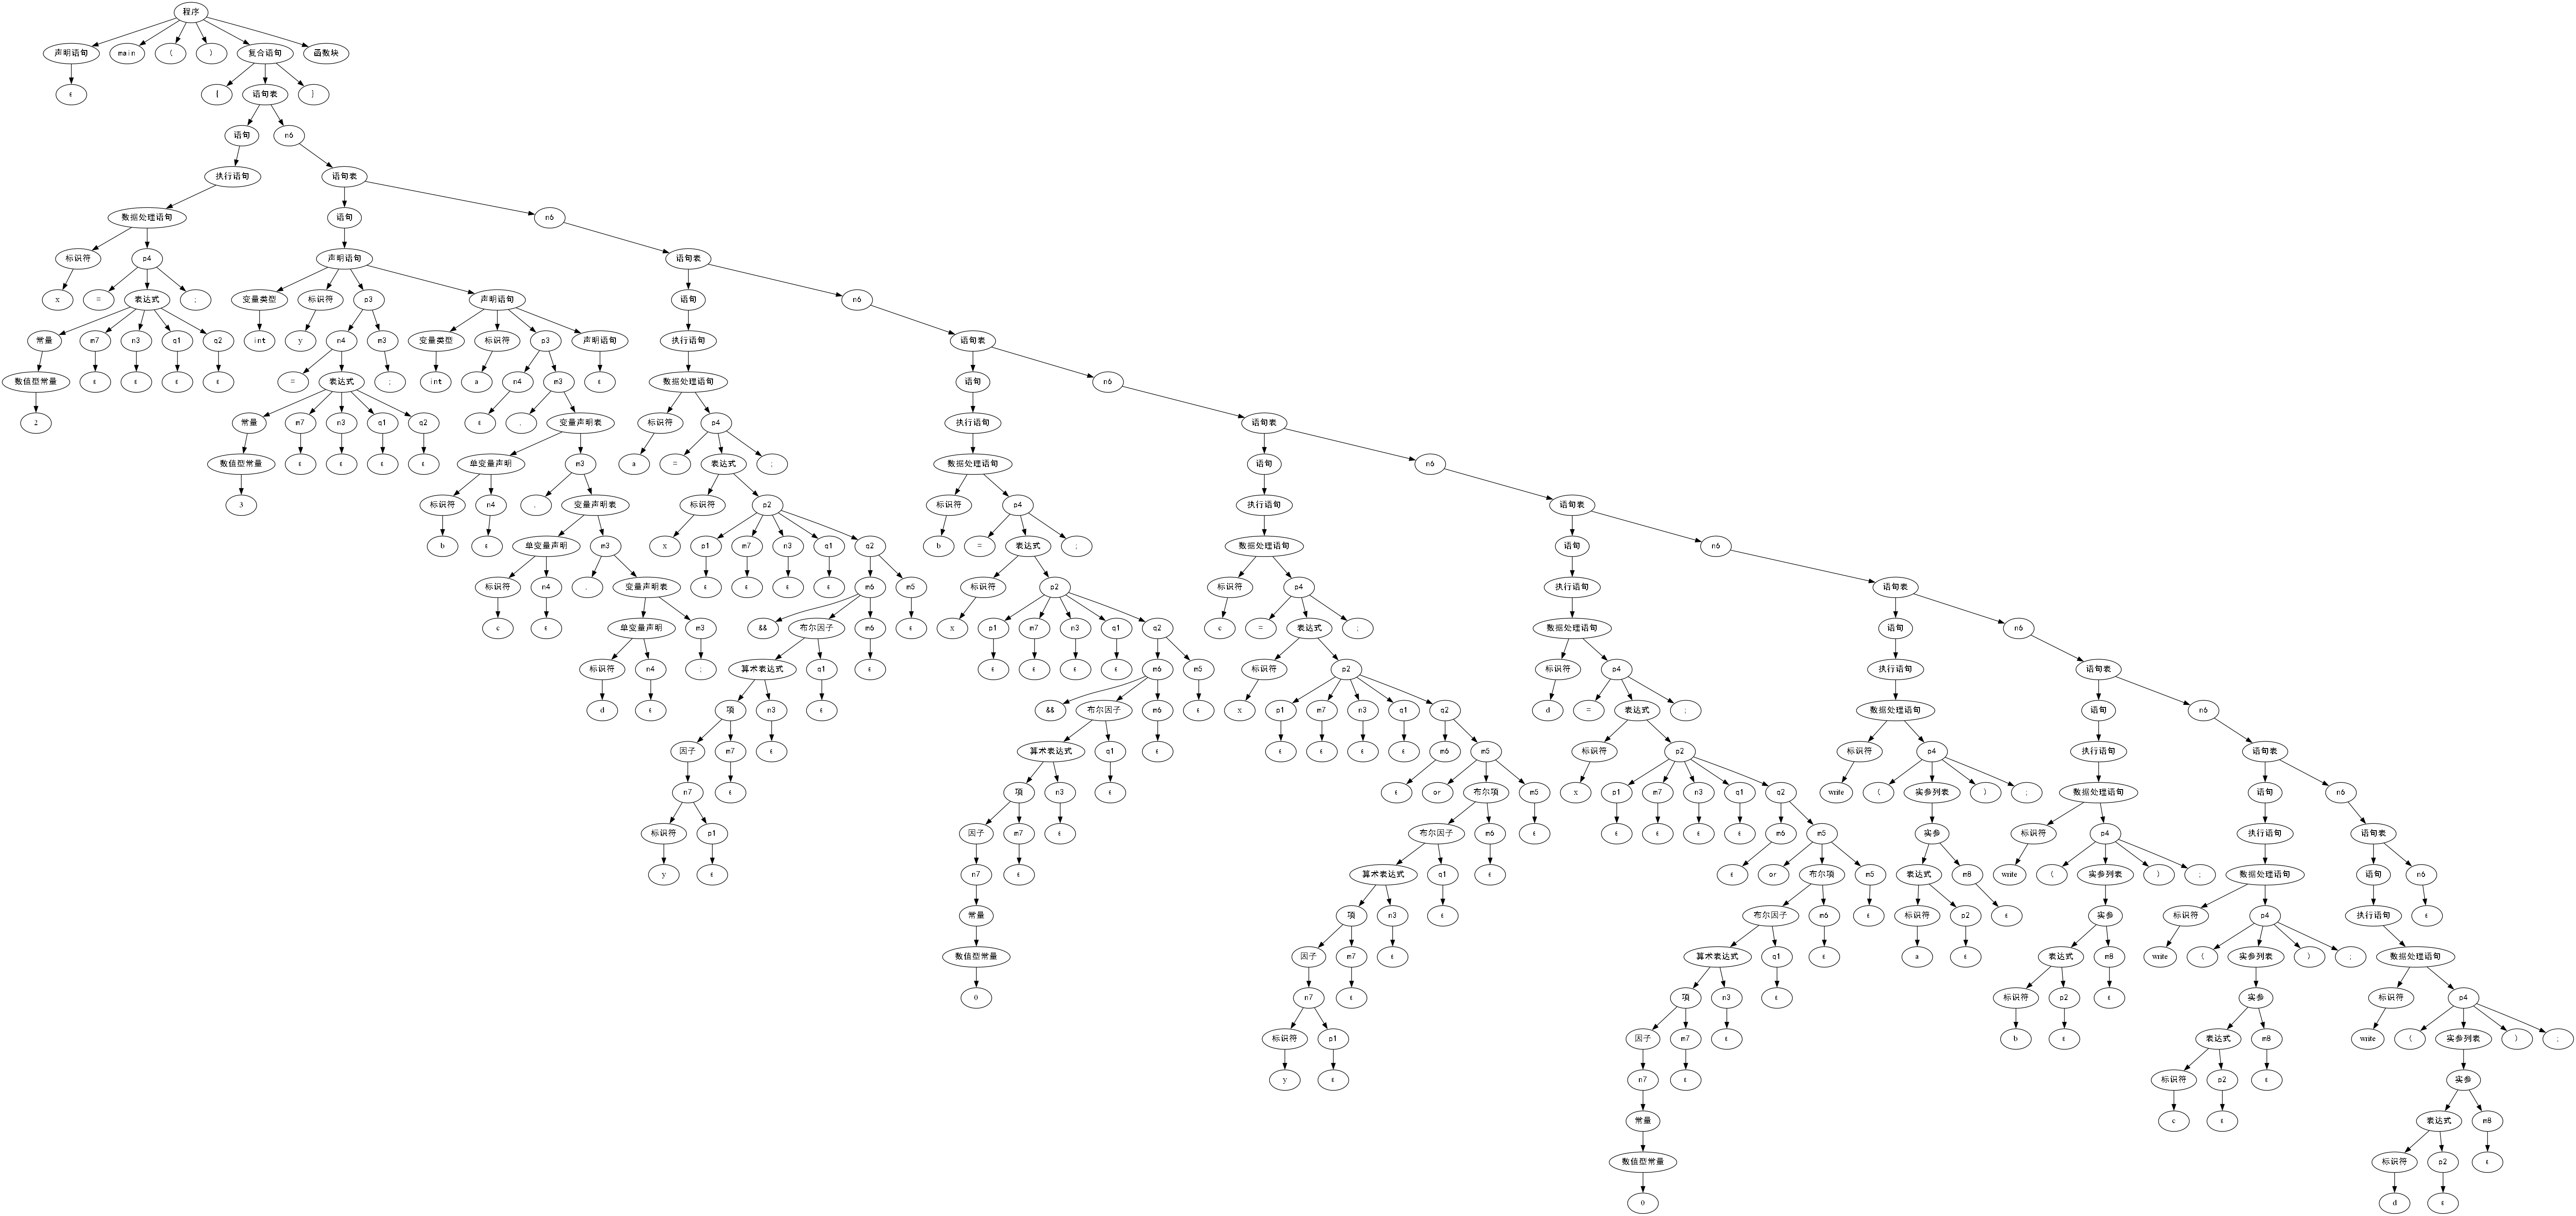 程序
声明语句 main ( ) 复合语句 函数块
ε { 语句表 }
语句 n6
执行语句 语句表
数据处理语句 语句 n6
标识符 p4 声明语句 语句表
x = 表达式 ; 变量类型 标识符 p3 声明语句 语句 n6
常量 m7 n3 q1 q2 int y n4 m3 变量类型 标识符 p3 声明语句 执行语句 语句表
数值型常量 ε ε ε ε = 表达式 ; int a n4 m3 ε 数据处理语句 语句 n6
2 常量 m7 n3 q1 q2 ε , 变量声明表 标识符 p4 执行语句 语句表
数值型常量 ε ε ε ε 单变量声明 m3 a = 表达式 ; 数据处理语句 语句 n6
3 标识符 n4 , 变量声明表 标识符 p2 标识符 p4 执行语句 语句表
b ε 单变量声明 m3 x p1 m7 n3 q1 q2 b = 表达式 ; 数据处理语句 语句 n6
标识符 n4 , 变量声明表 ε ε ε ε m6 m5 标识符 p2 标识符 p4 执行语句 语句表
c ε 单变量声明 m3 && 布尔因子 m6 ε x p1 m7 n3 q1 q2 c = 表达式 ; 数据处理语句 语句 n6
标识符 n4 ; 算术表达式 q1 ε ε ε ε ε m6 m5 标识符 p2 标识符 p4 执行语句 语句表
d ε 項 n3 ε && 布尔因子 m6 ε x p1 m7 n3 q1 q2 d = 表达式 ; 数据处理语句 语句 n6
因子 m7 ε 算术表达式 q1 ε ε ε ε ε m6 m5 标识符 p2 标识符 p4 执行语句 语句表
n7 ε 項 n3 ε ε or 布尔項 m5 x p1 m7 n3 q1 q2 write ( 实参列表 ) ; 数据处理语句 语句 n6
标识符 p1 因子 m7 ε 布尔因子 m6 ε ε ε ε ε m6 m5 实参 标识符 p4 执行语句 语句表
y ε n7 ε 算术表达式 q1 ε ε or 布尔項 m5 表达式 m8 write ( 实参列表 ) ; 数据处理语句 语句 n6
常量 項 n3 ε 布尔因子 m6 ε 标识符 p2 ε 实参 标识符 p4 执行语句 ε
数值型常量 因子 m7 ε 算术表达式 q1 ε a ε 表达式 m8 write ( 实参列表 ) ; 数据处理语句
0 n7 ε 項 n3 ε 标识符 p2 ε 实参 标识符 p4
标识符 p1 因子 m7 ε b ε 表达式 m8 write ( 实参列表 ) ;
y ε n7 ε 标识符 p2 ε 实参
常量 c ε 表达式 m8
数值型常量 标识符 p2 ε
0 d ε